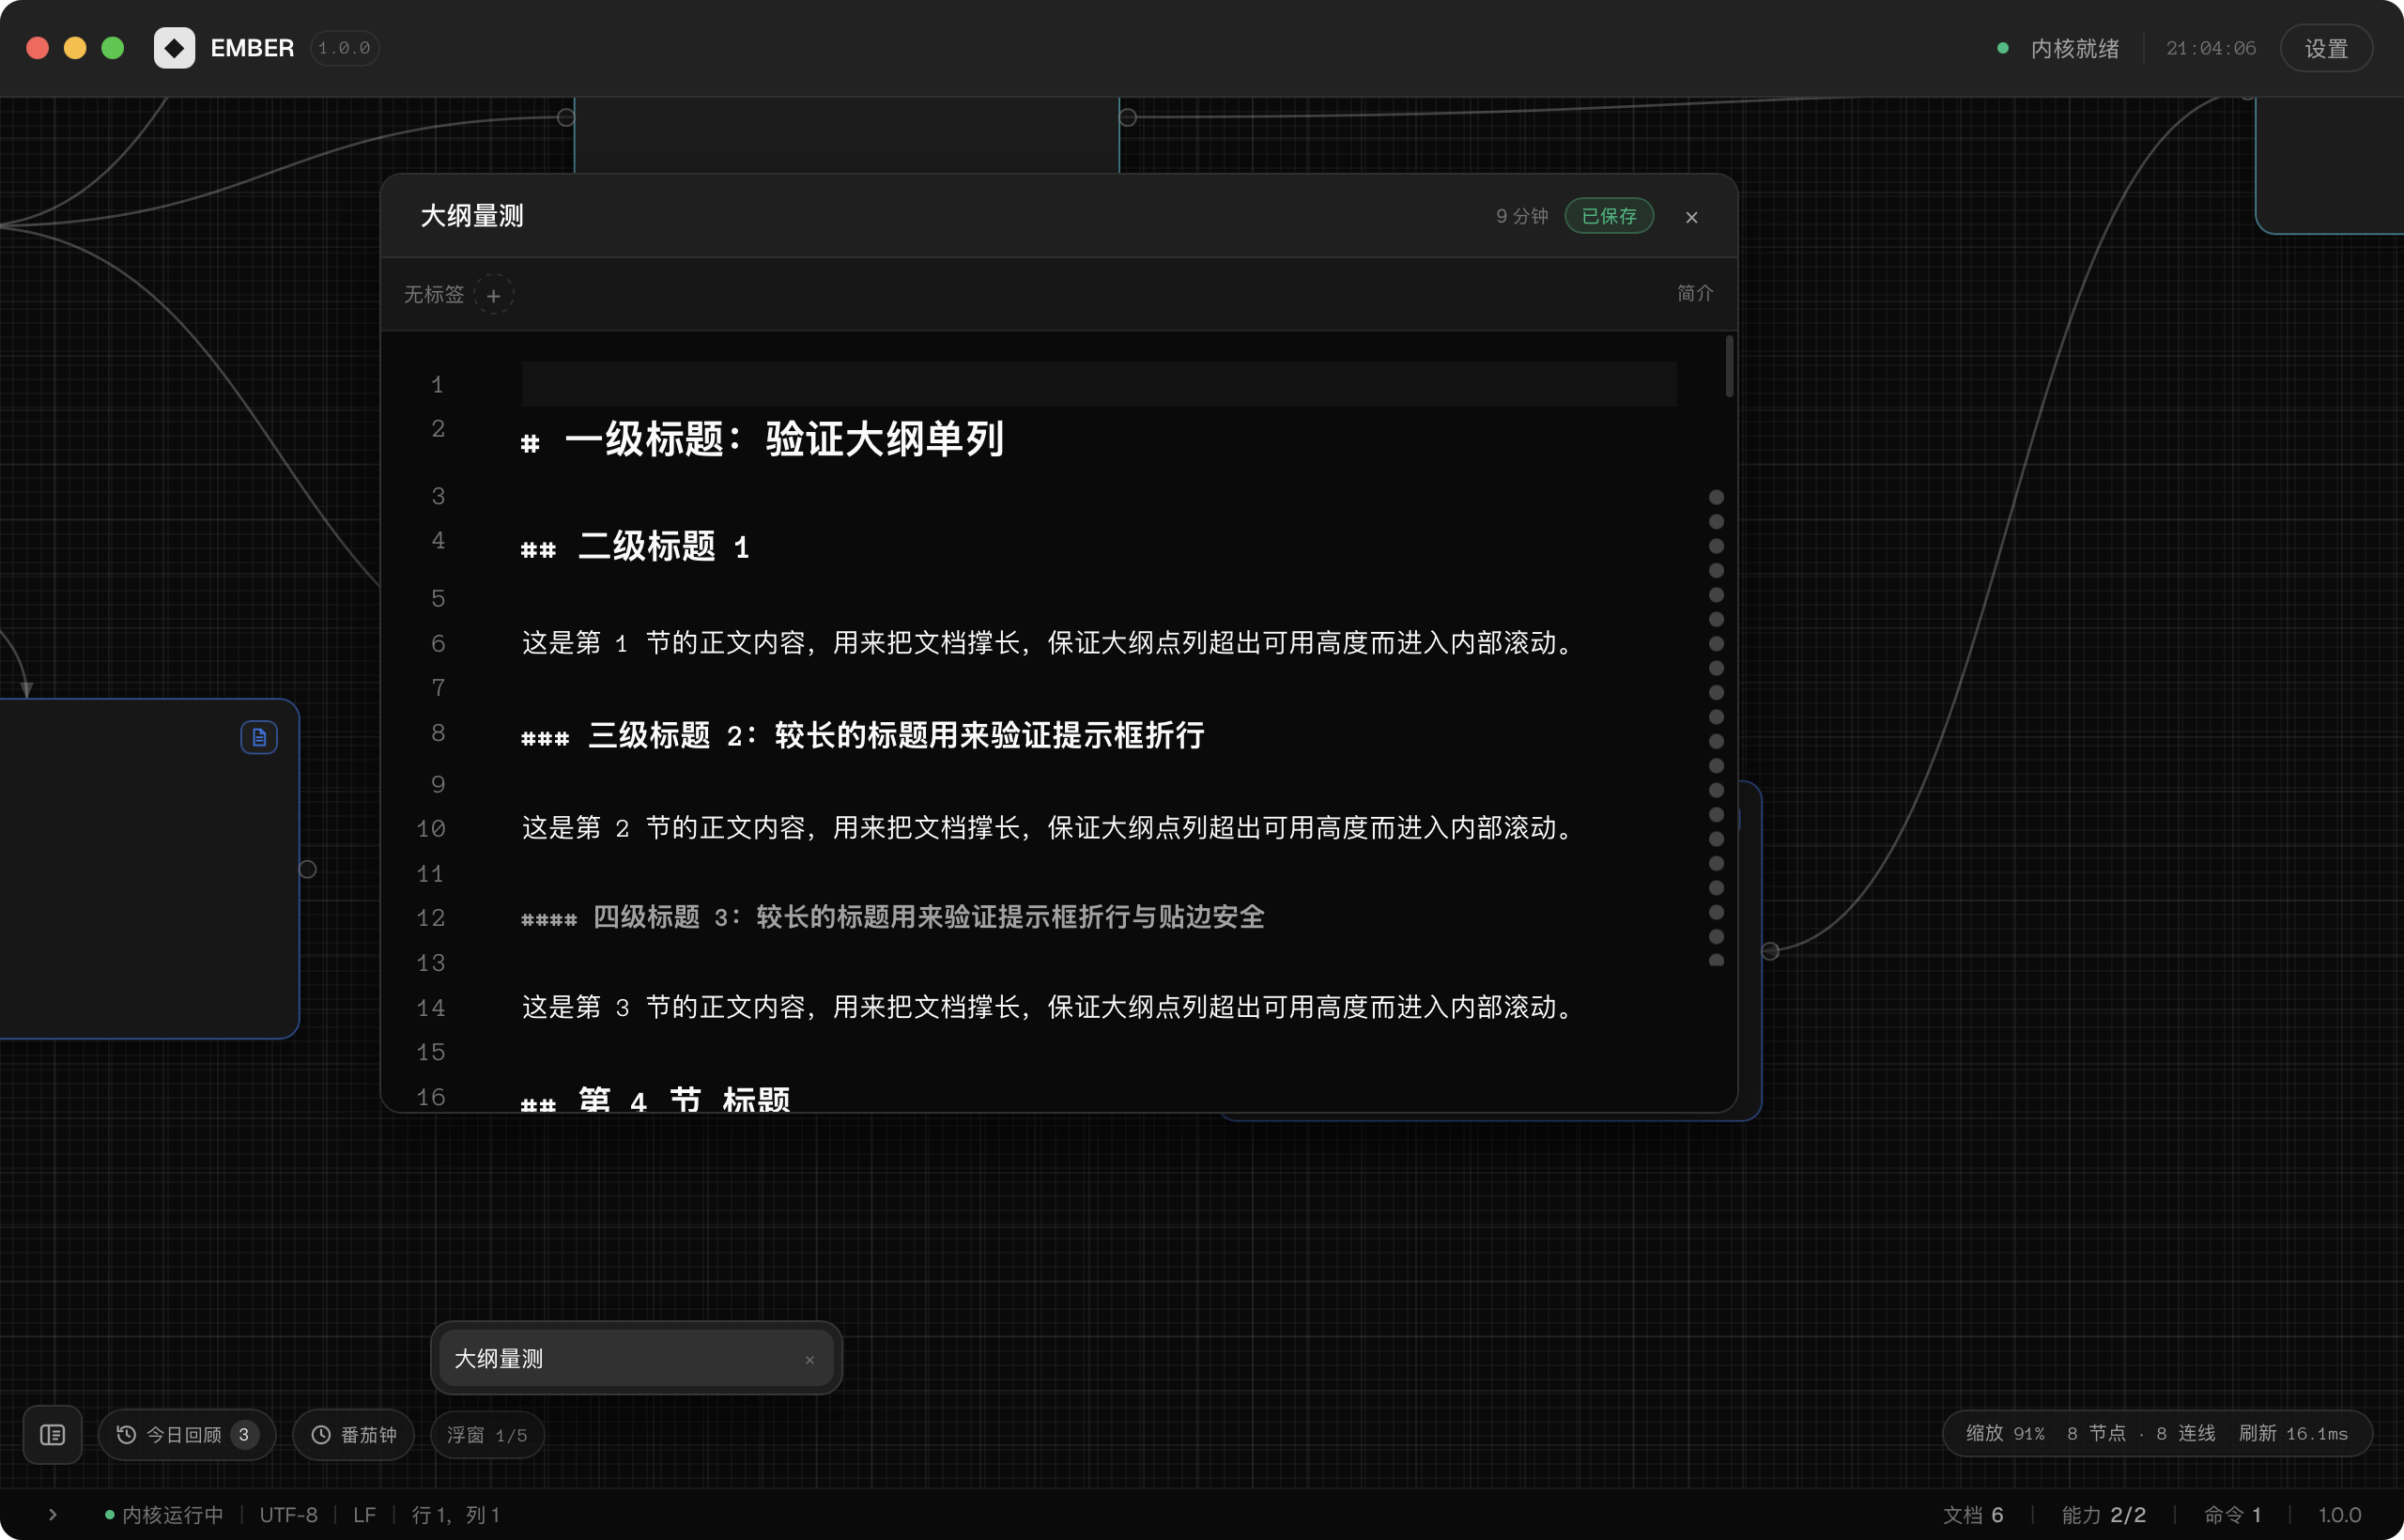 EMBER 1.0.0 内核就绪 21:04:06 设置
大纲量测 9 分钟 已保存 ×
无标签 + 简介
1
2 # 一级标题：验证大纲单列
3
4 ## 二级标题 1
5
6 这是第 1 节的正文内容，用来把文档撑长，保证大纲点列超出可用高度而进入内部滚动。
7
8 ### 三级标题 2：较长的标题用来验证提示框折行
9
10 这是第 2 节的正文内容，用来把文档撑长，保证大纲点列超出可用高度而进入内部滚动。
11
12 #### 四级标题 3：较长的标题用来验证提示框折行与贴边安全
13
14 这是第 3 节的正文内容，用来把文档撑长，保证大纲点列超出可用高度而进入内部滚动。
15
16 ## 第 4 节 标题
大纲量测 ×
今日回顾 3 番茄钟 浮窗 1/5 缩放 91% 8 节点 · 8 连线 刷新 16.1ms
内核运行中 UTF-8 LF 行 1，列 1 文档 6 能力 2/2 命令 1 1.0.0